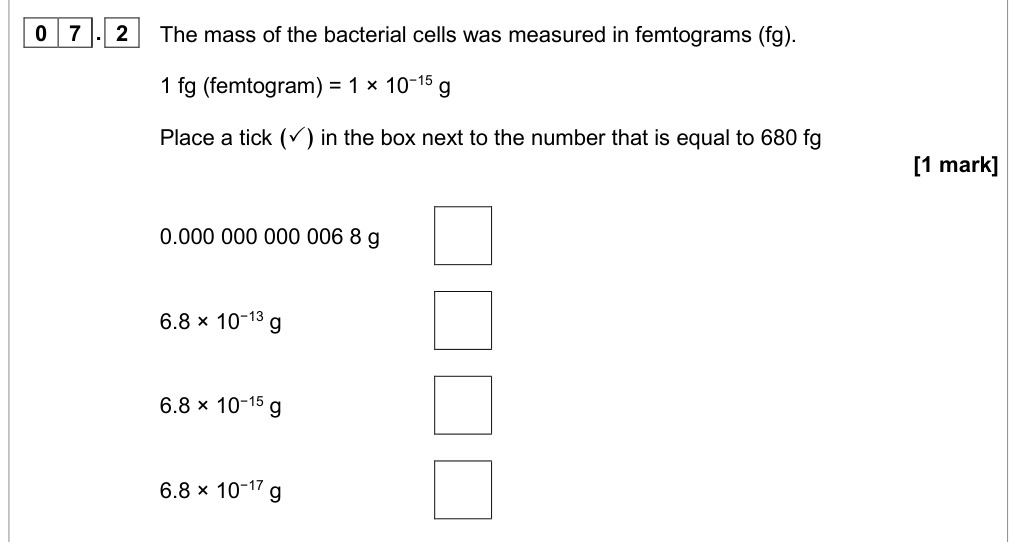 0 7 . 2 The mass of the bacterial cells was measured in femtograms (fg).
1 fg (femtogram) = 1 × 10⁻¹⁵ g
Place a tick (✓) in the box next to the number that is equal to 680 fg
[1 mark]
0.000 000 000 006 8 g
6.8 × 10⁻¹³ g
6.8 × 10⁻¹⁵ g
6.8 × 10⁻¹⁷ g